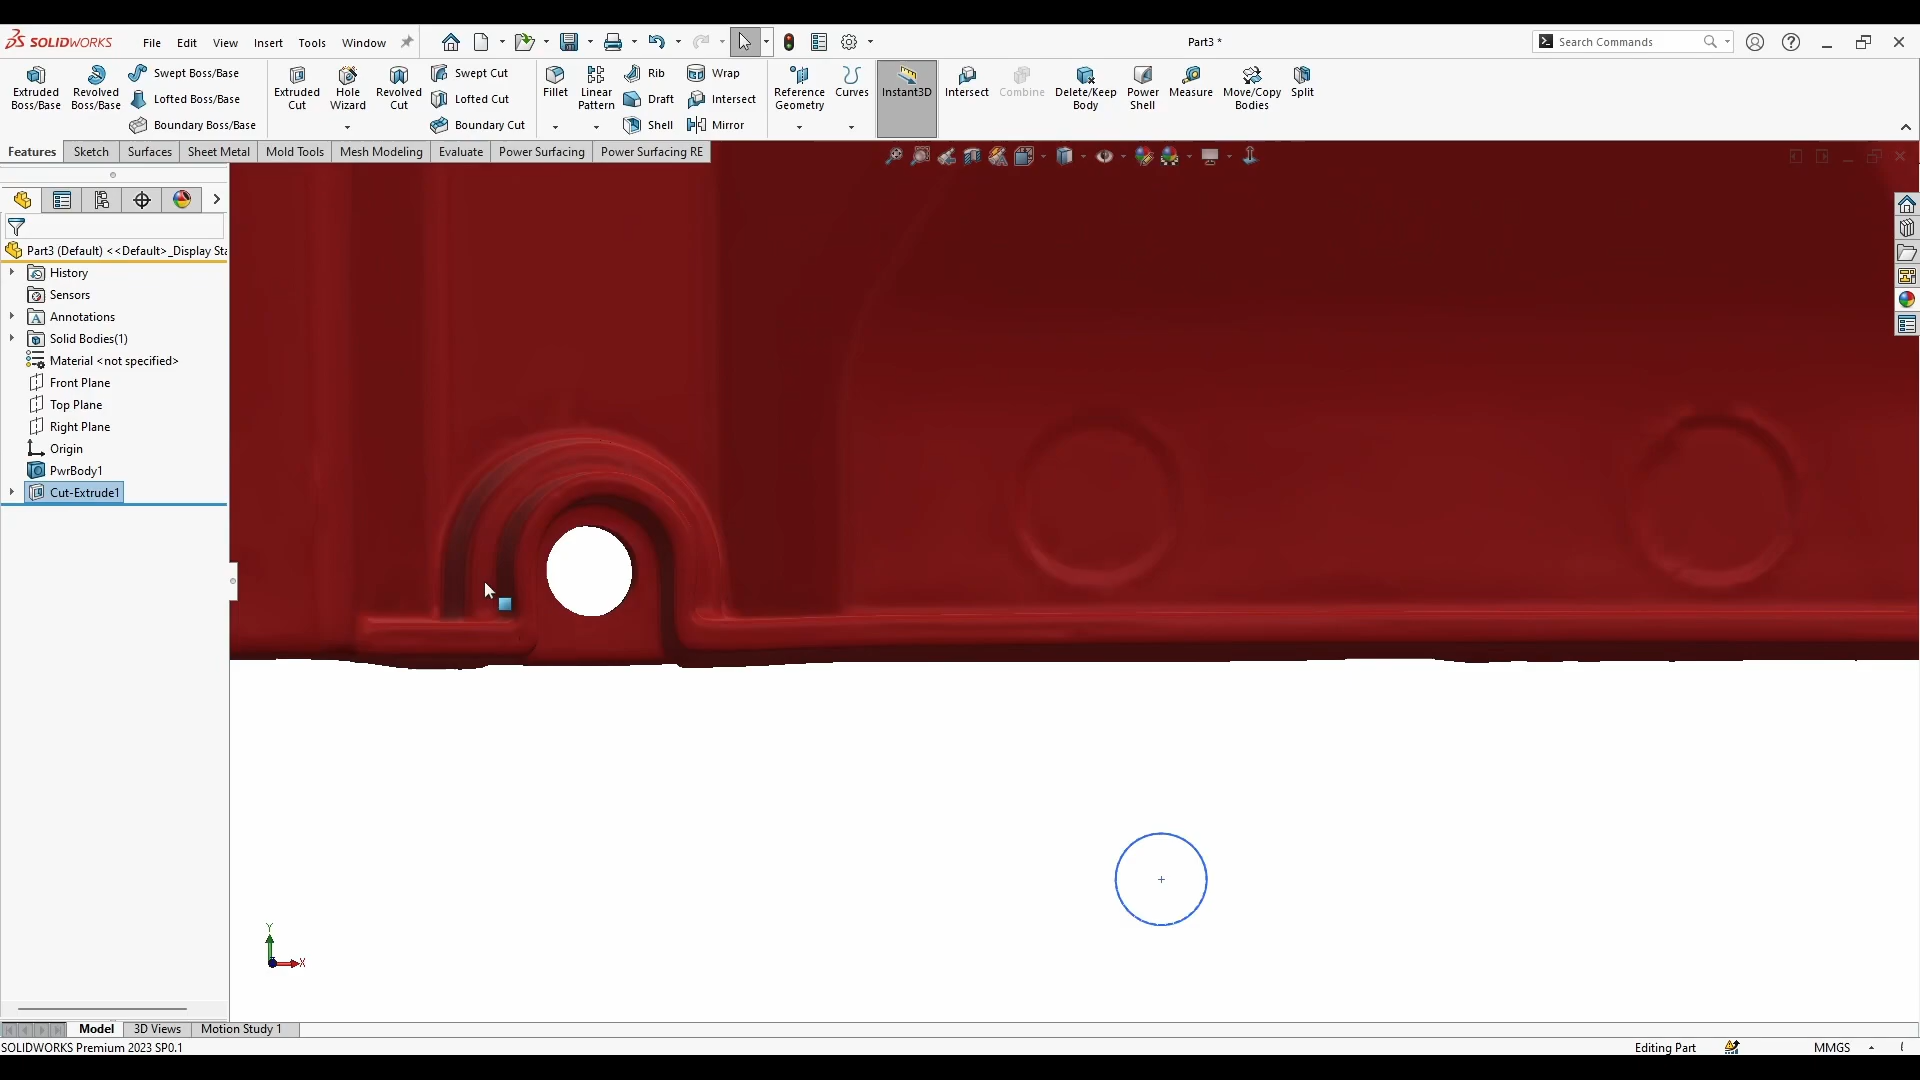 SOLIDWORKS
File Edit View Insert Tools Window
Part3 *
Search Commands
Extruded Boss/Base
Revolved Boss/Base
Swept Boss/Base
Lofted Boss/Base
Boundary Boss/Base
Extruded Cut
Hole Wizard
Revolved Cut
Swept Cut
Lofted Cut
Boundary Cut
Fillet
Linear Pattern
Rib
Draft
Shell
Wrap
Intersect
Mirror
Reference Geometry
Curves
Instant3D
Intersect
Combine
Delete/Keep Body
Power Shell
Measure
Move/Copy Bodies
Split
Features Sketch Surfaces Sheet Metal Mold Tools Mesh Modeling Evaluate Power Surfacing Power Surfacing RE
Part3 (Default) <<Default>_Display Sta
History
Sensors
Annotations
Solid Bodies(1)
Material <not specified>
Front Plane
Top Plane
Right Plane
Origin
PwrBody1
Cut-Extrude1
Y
X
Model 3D Views Motion Study 1
SOLIDWORKS Premium 2023 SP0.1
Editing Part
MMGS